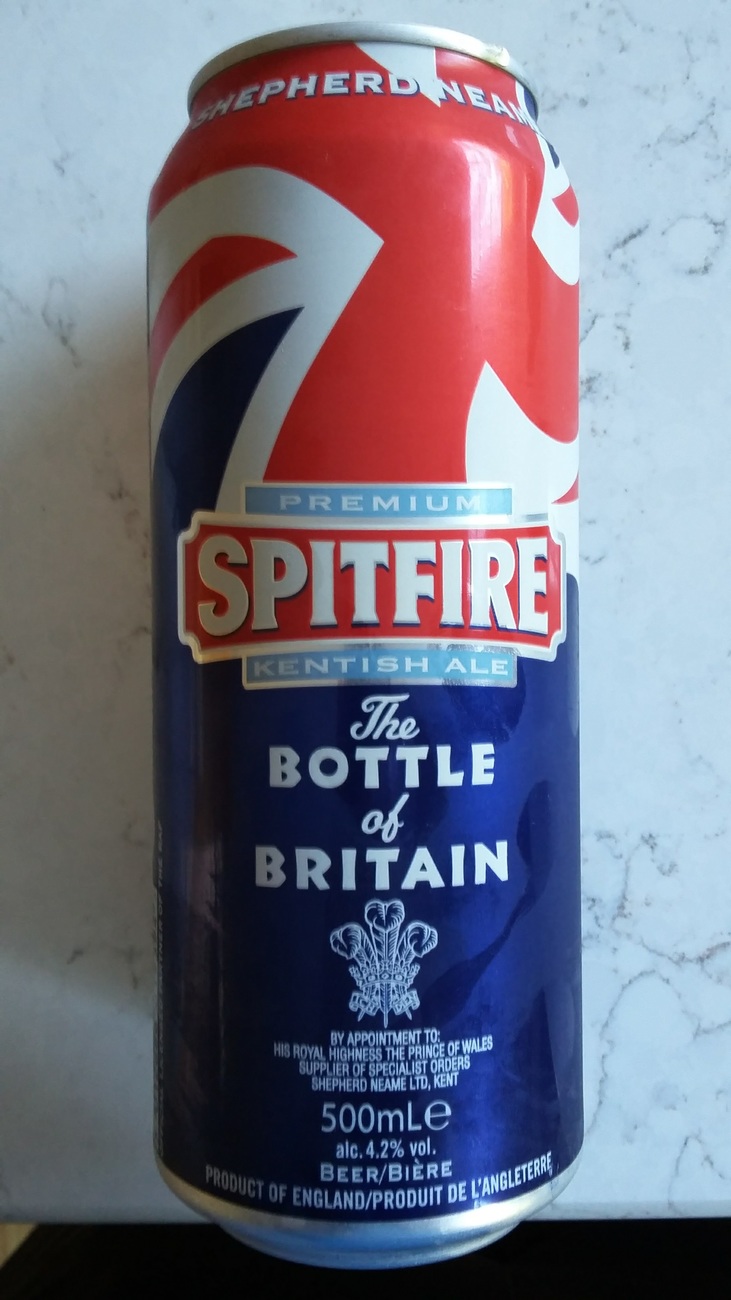 SHEPHERD NEAM
PREMIUM
SPITFIRE
KENTISH ALE
The
BOTTLE
of
BRITAIN
BY APPOINTMENT TO:
HIS ROYAL HIGHNESS THE PRINCE OF WALES
SUPPLIER OF SPECIALIST ORDERS
SHEPHERD NEAME LTD, KENT
500mLe
alc. 4.2% vol.
BEER/BIÈRE
PRODUCT OF ENGLAND/PRODUIT DE L'ANGLETERRE